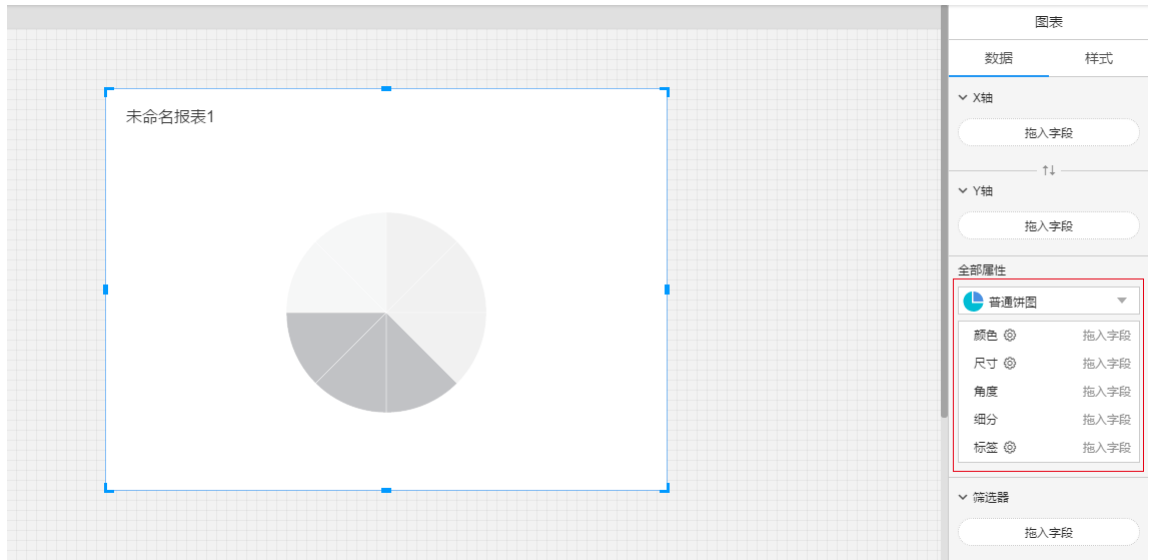 图表
数据 样式
未命名报表1
X轴
拖入字段
Y轴
拖入字段
全部属性
普通饼图
颜色 拖入字段
尺寸 拖入字段
角度 拖入字段
细分 拖入字段
标签 拖入字段
筛选器
拖入字段